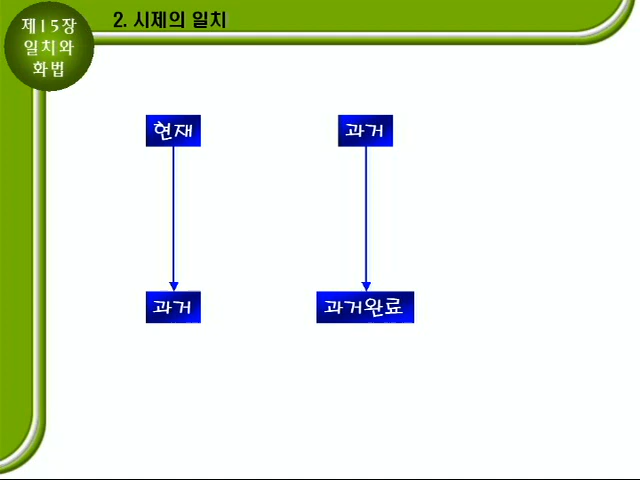 제15장
일치와
화법
2. 시제의 일치
현재
과거
과거
과거완료